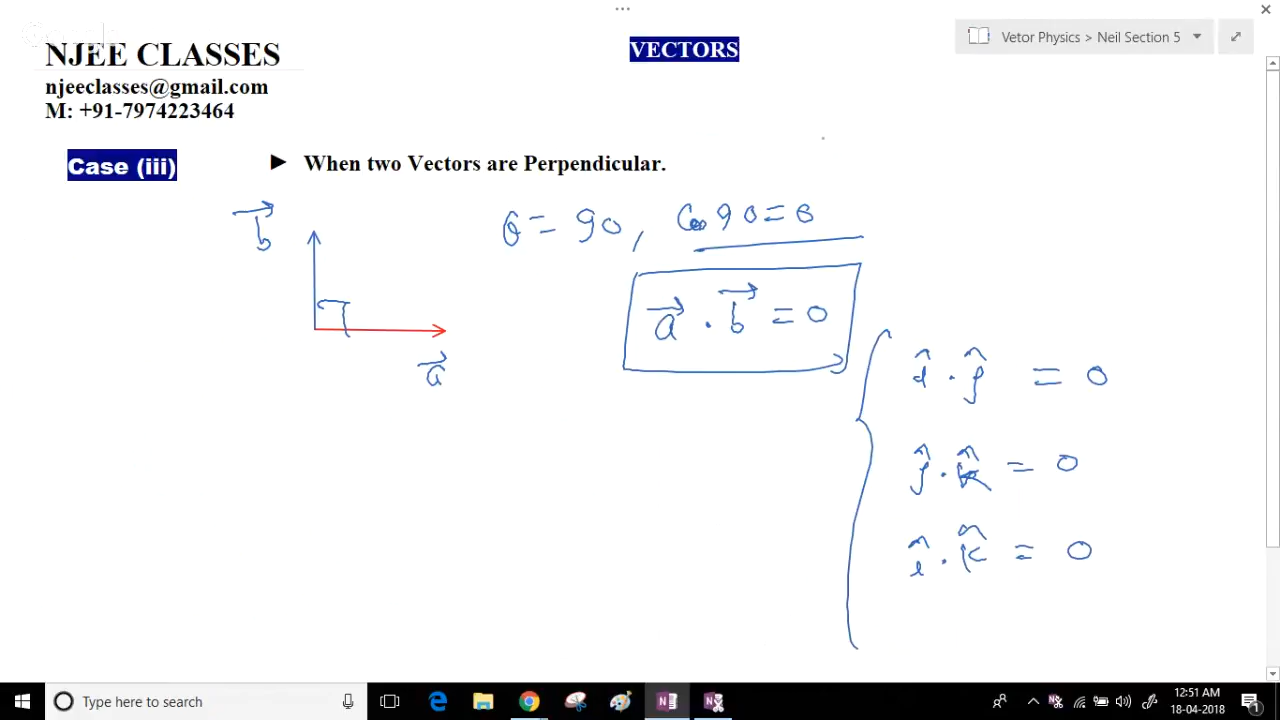 NJEE CLASSES
njeeclasses@gmail.com
M: +91-7974223464
VECTORS
Vetor Physics > Neil Section 5
Case (iii)
► When two Vectors are Perpendicular.
b⃗
a⃗
θ = 90, Cos 90 = 0
a⃗ . b⃗ = 0
î . ĵ = 0
ĵ . k̂ = 0
î . k̂ = 0
Type here to search
12:51 AM
18-04-2018
1